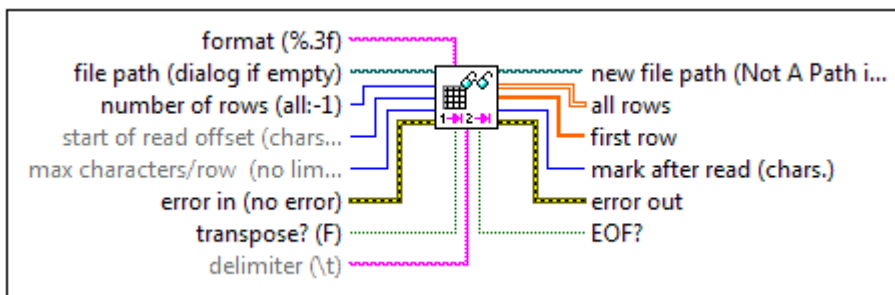 format (%.3f)
file path (dialog if empty)
number of rows (all:-1)
start of read offset (chars...
max characters/row (no lim...
error in (no error)
transpose? (F)
delimiter (\t)
1 2
new file path (Not A Path i...
all rows
first row
mark after read (chars.)
error out
EOF?